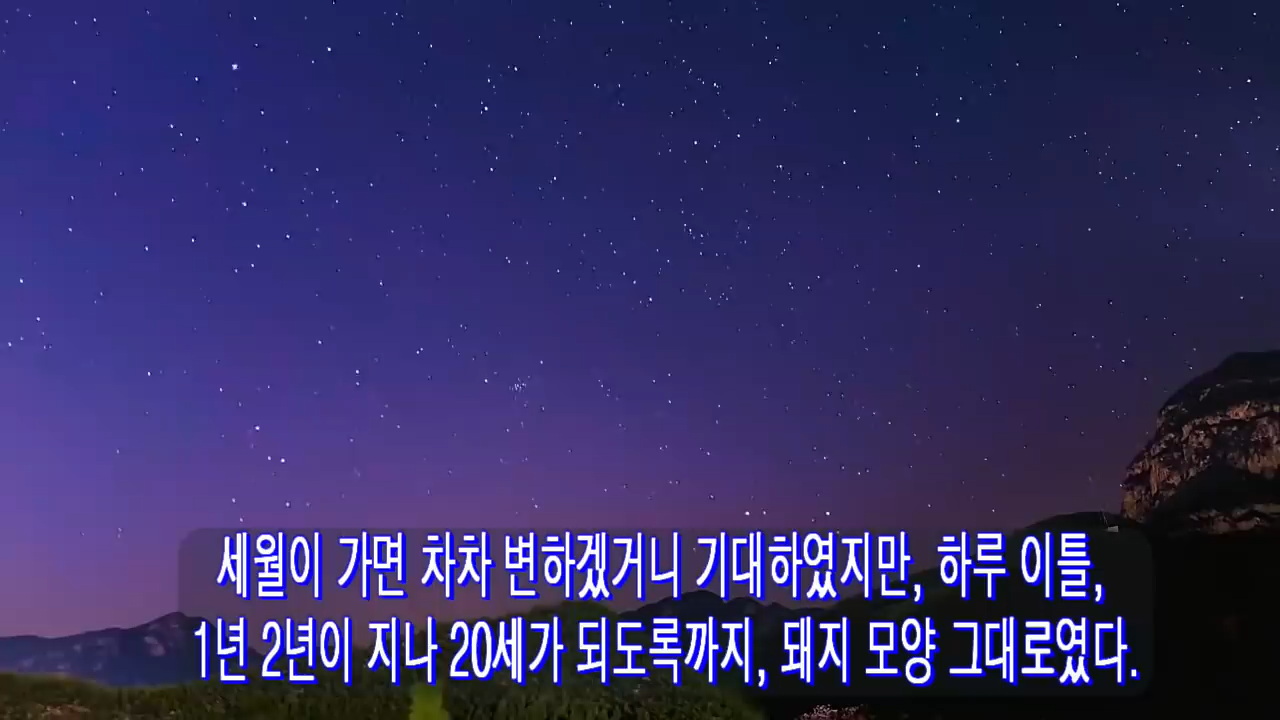 세월이 가면 차차 변하겠거니 기대하였지만, 하루 이틀,
1년 2년이 지나 20세가 되도록까지, 돼지 모양 그대로였다.